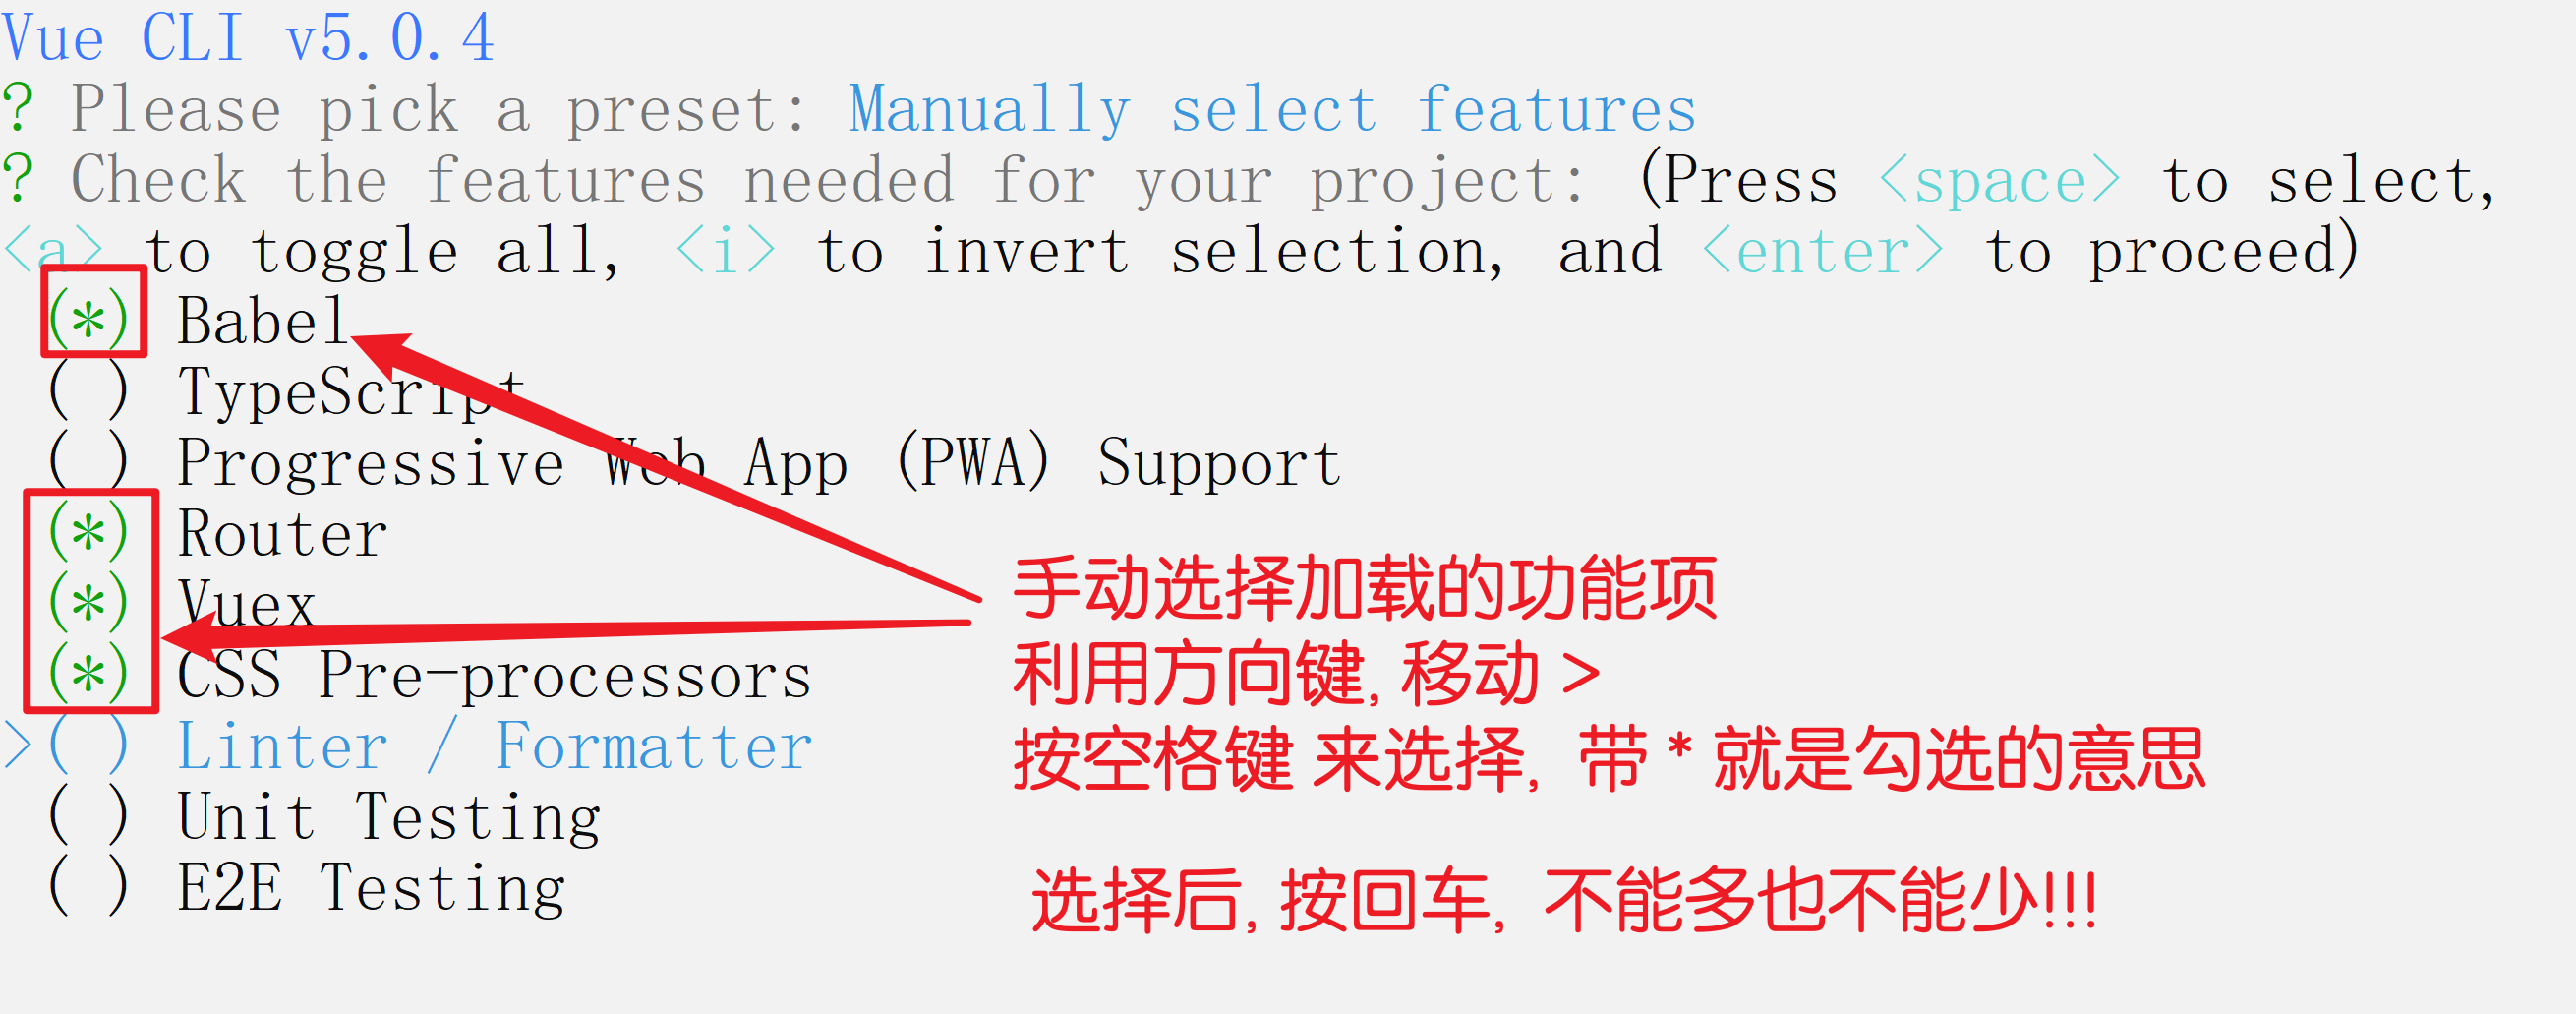 Vue CLI v5.0.4
? Please pick a preset: Manually select features
? Check the features needed for your project: (Press <space> to select,
<a> to toggle all, <i> to invert selection, and <enter> to proceed)
(*) Babel
( ) TypeScript
( ) Progressive Web App (PWA) Support
(*) Router
(*) Vuex
(*) CSS Pre-processors
>( ) Linter / Formatter
( ) Unit Testing
( ) E2E Testing
手动选择加载的功能项
利用方向键, 移动 >
按空格键 来选择, 带 * 就是勾选的意思
选择后, 按回车, 不能多也不能少!!!